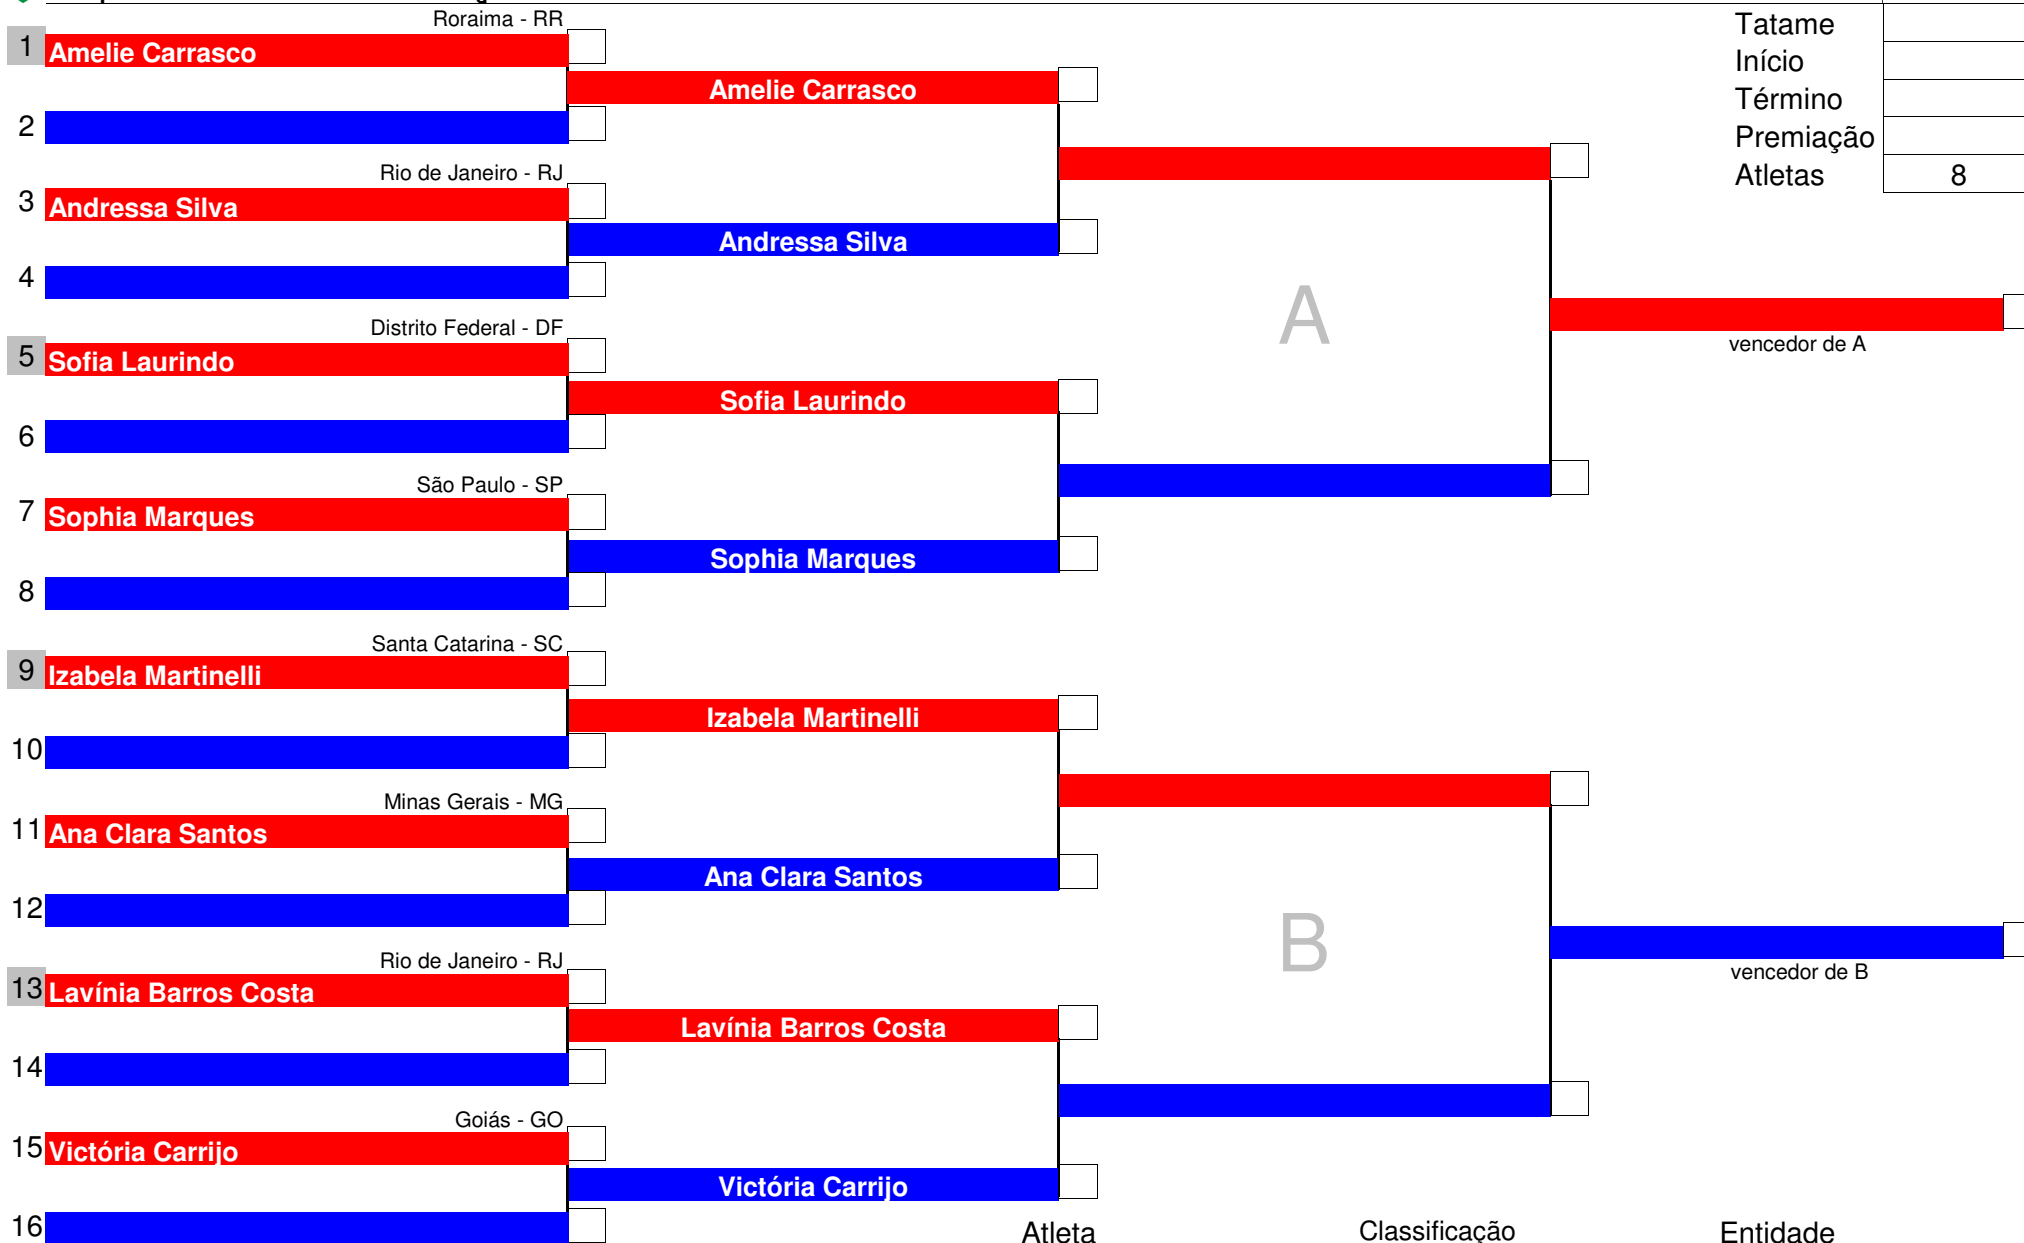 Roraima - RR
1 Amelie Carrasco
Amelie Carrasco
2
Rio de Janeiro - RJ
3 Andressa Silva
Andressa Silva
4
Distrito Federal - DF
5 Sofia Laurindo
Sofia Laurindo
6
São Paulo - SP
7 Sophia Marques
Sophia Marques
8
Santa Catarina - SC
9 Izabela Martinelli
Izabela Martinelli
10
Minas Gerais - MG
11 Ana Clara Santos
Ana Clara Santos
12
Rio de Janeiro - RJ
13 Lavínia Barros Costa
Lavínia Barros Costa
14
Goiás - GO
15 Victória Carrijo
Victória Carrijo
16
A
B
Tatame
Início
Término
Premiação
Atletas 8
vencedor de A
vencedor de B
Atleta Classificação Entidade